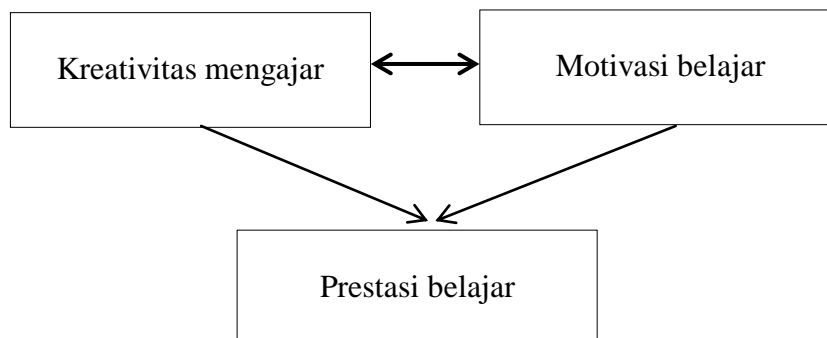 Kreativitas mengajar
Motivasi belajar
Prestasi belajar